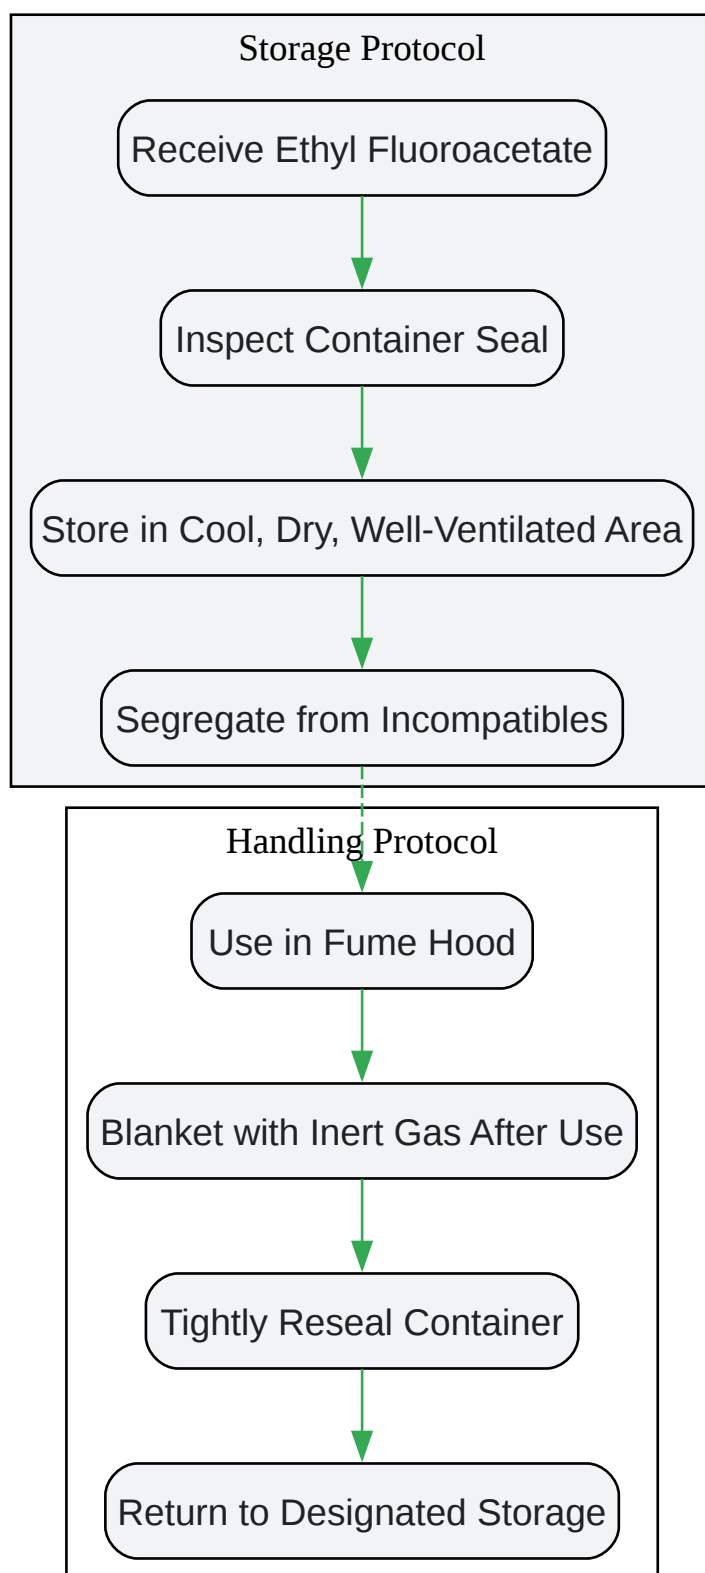 Storage Protocol
Receive Ethyl Fluoroacetate
Inspect Container Seal
Store in Cool, Dry, Well-Ventilated Area
Segregate from Incompatibles
Handling Protocol
Use in Fume Hood
Blanket with Inert Gas After Use
Tightly Reseal Container
Return to Designated Storage